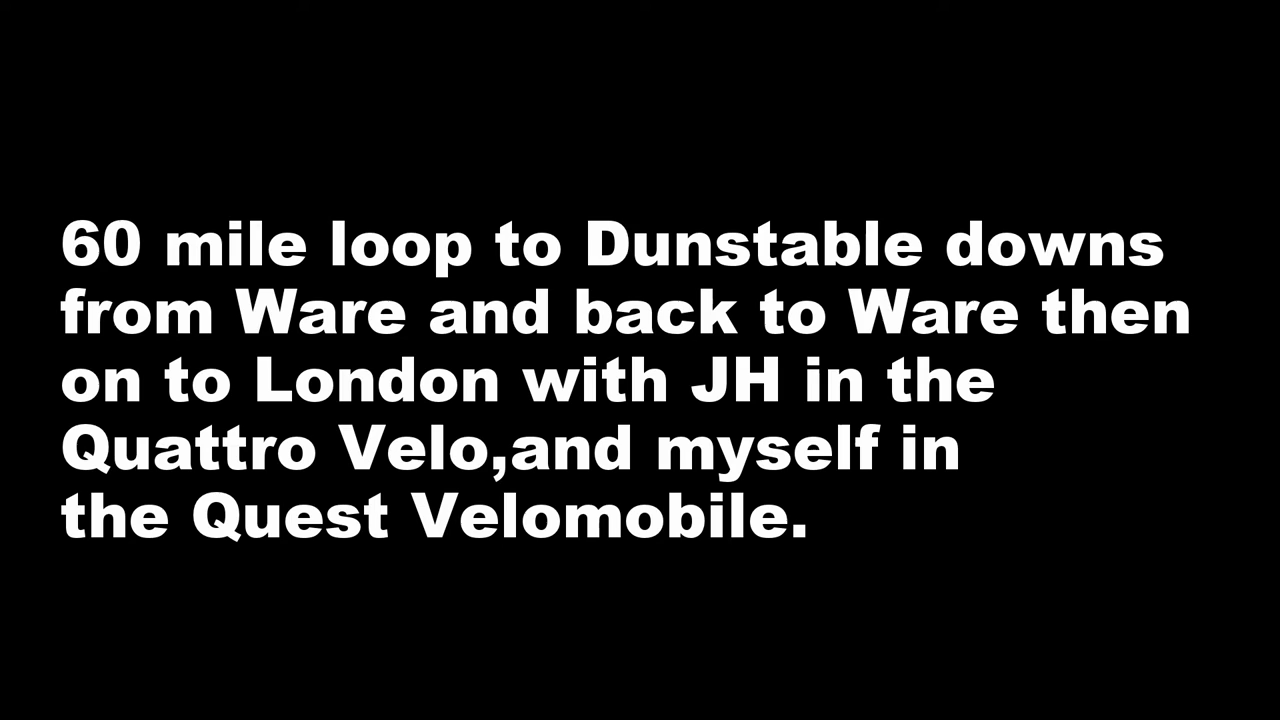 60 mile loop to Dunstable downs
from Ware and back to Ware then
on to London with JH in the
Quattro Velo,and myself in
the Quest Velomobile.